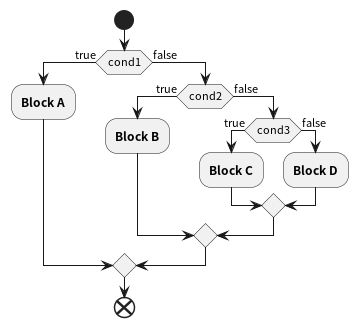 true
cond1
false
Block A
true
cond2
false
Block B
true
cond3
false
Block C
Block D